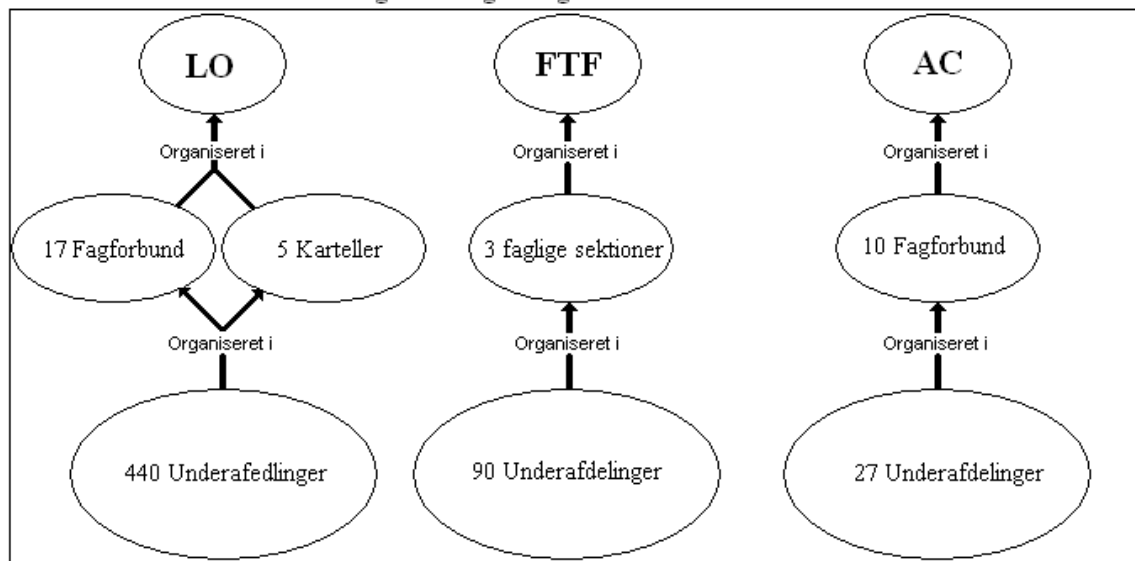 LO
FTF
AC
Organiseret i
Organiseret i
Organiseret i
17 Fagforbund
5 Karteller
3 faglige sektioner
10 Fagforbund
Organiseret i
Organiseret i
Organiseret i
440 Underafedlinger
90 Underafdelinger
27 Underafdelinger